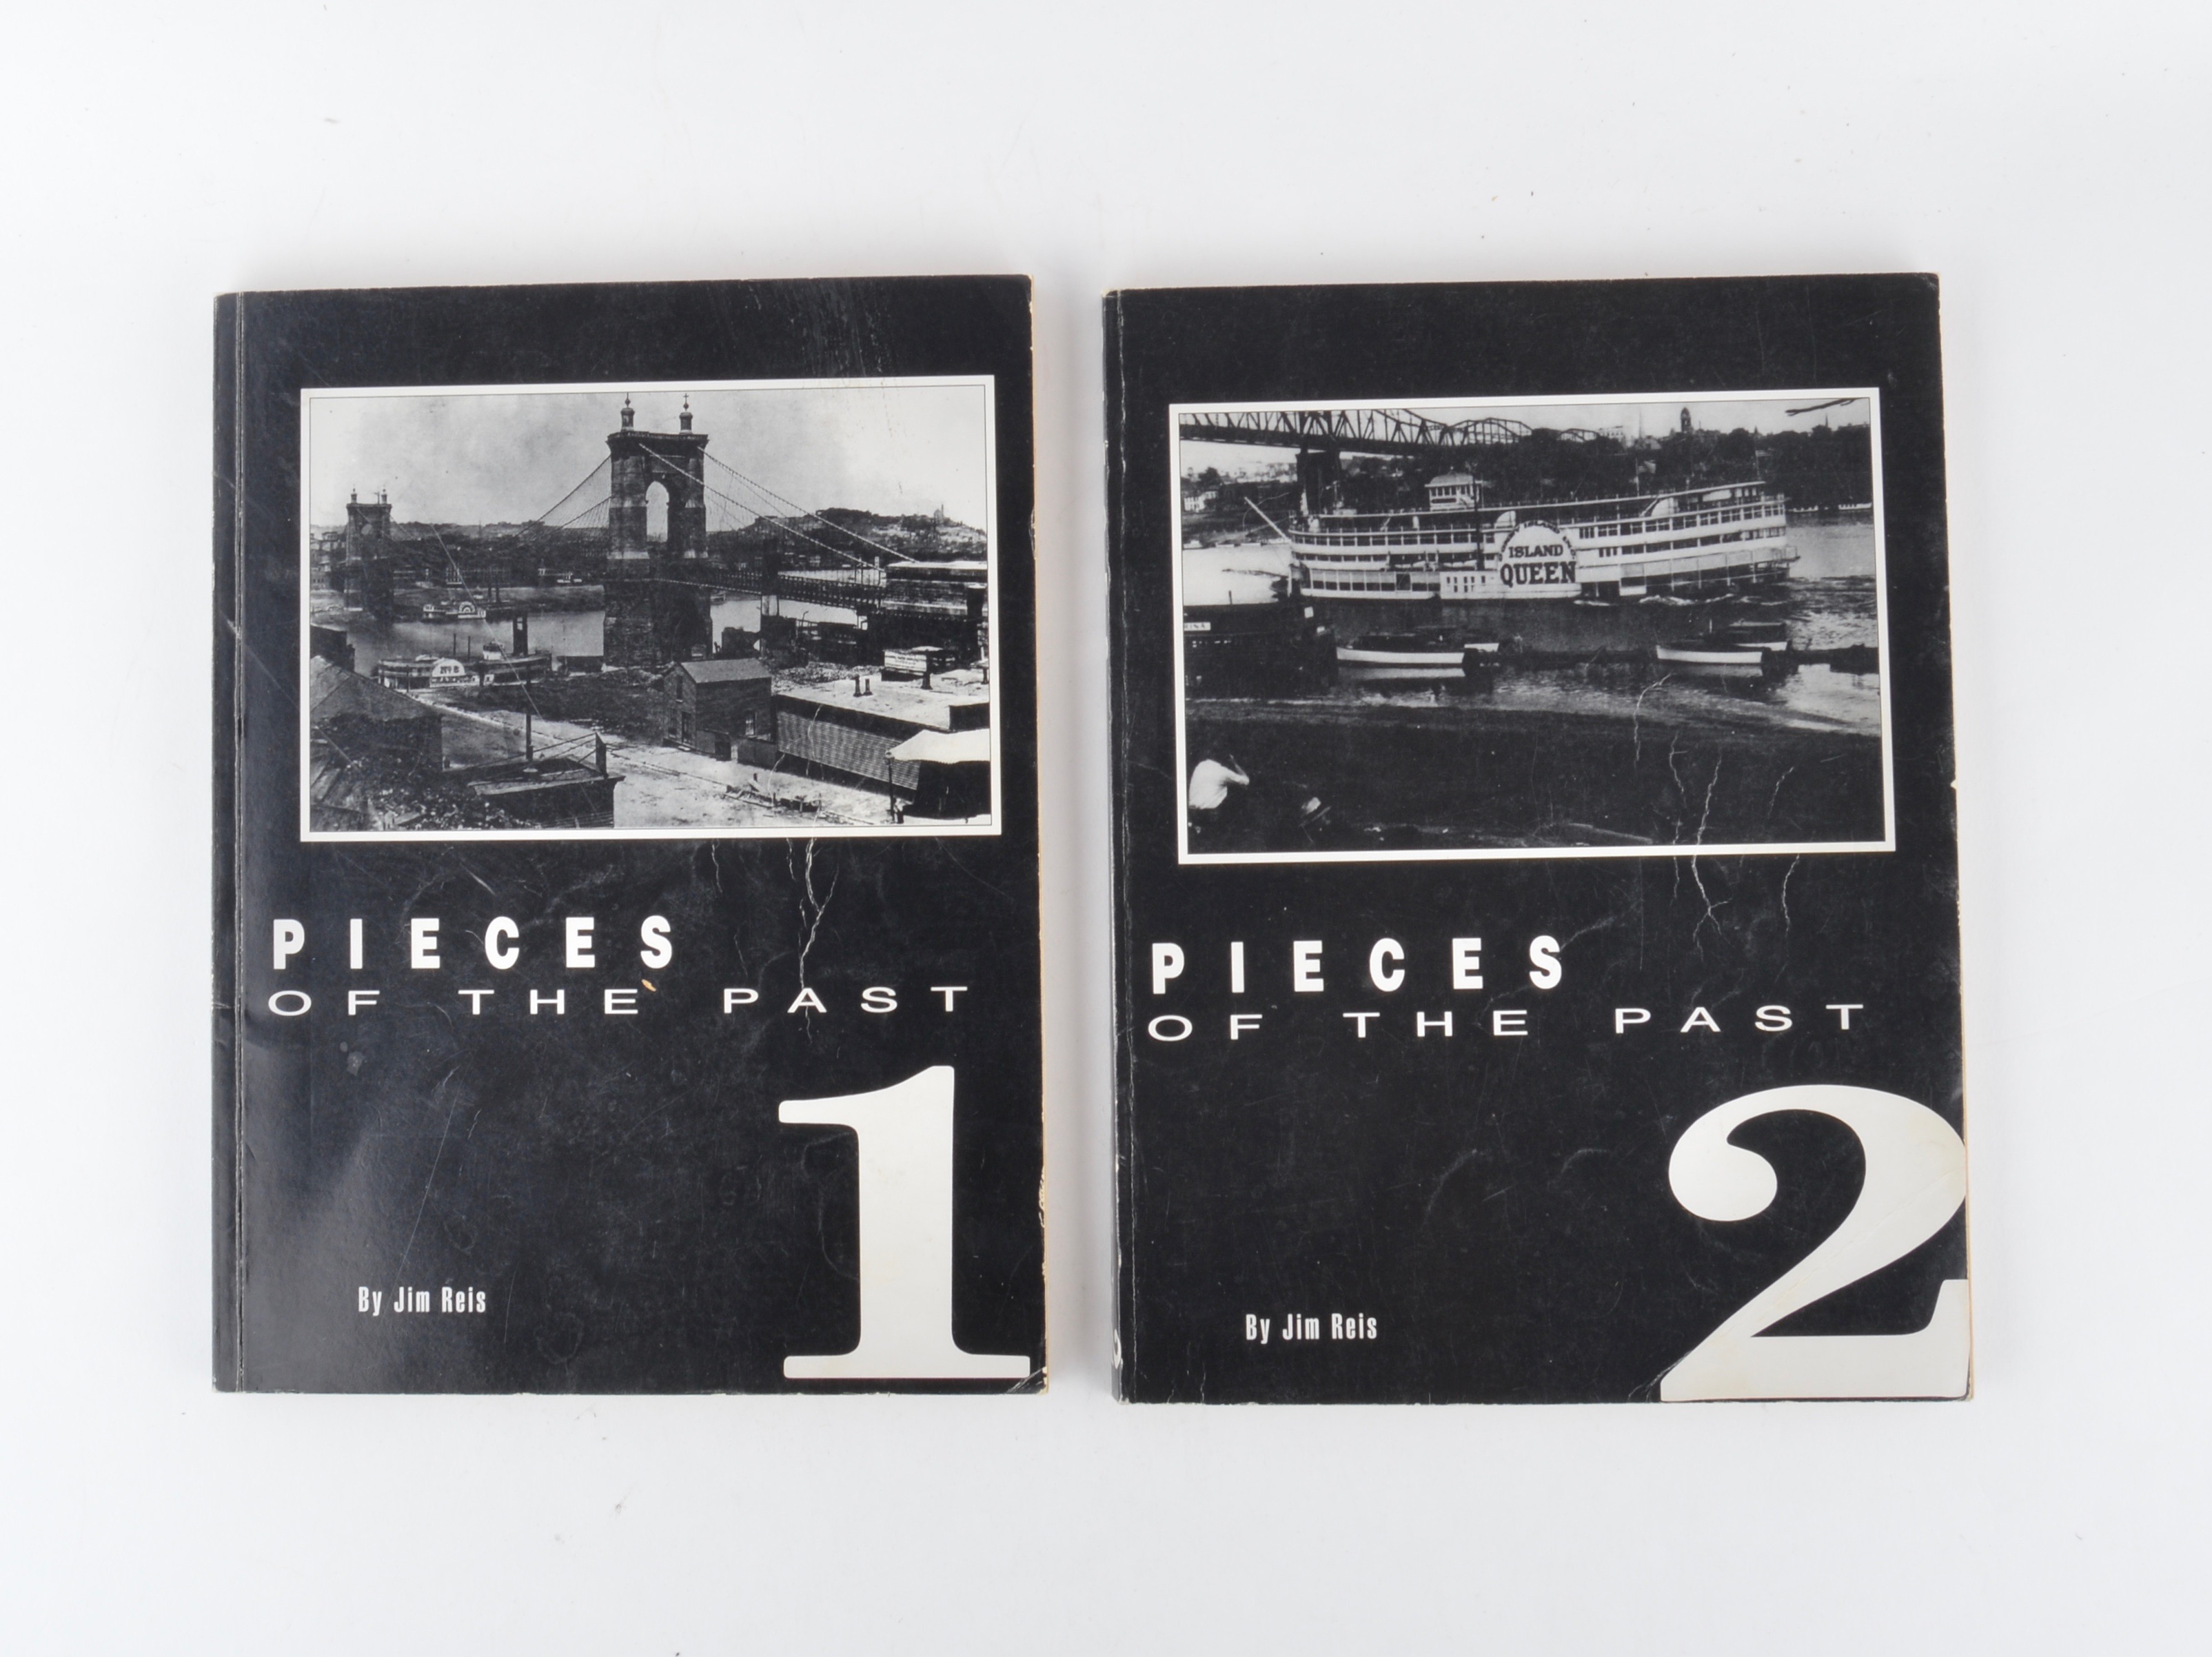 PIECES
OF THE PAST
1
By Jim Reis
ISLAND
QUEEN
PIECES
OF THE PAST
2
By Jim Reis